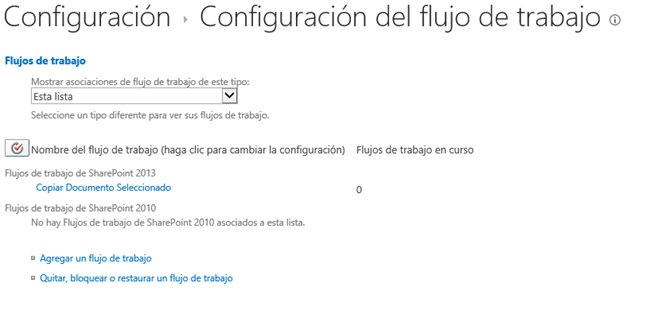 Configuración ▸ Configuración del flujo de trabajo
Flujos de trabajo
Mostrar asociaciones de flujo de trabajo de este tipo:
Esta lista
Seleccione un tipo diferente para ver sus flujos de trabajo.
Nombre del flujo de trabajo (haga clic para cambiar la configuración) Flujos de trabajo en curso
Flujos de trabajo de SharePoint 2013
Copiar Documento Seleccionado 0
Flujos de trabajo de SharePoint 2010
No hay Flujos de trabajo de SharePoint 2010 asociados a esta lista.
Agregar un flujo de trabajo
Quitar, bloquear o restaurar un flujo de trabajo